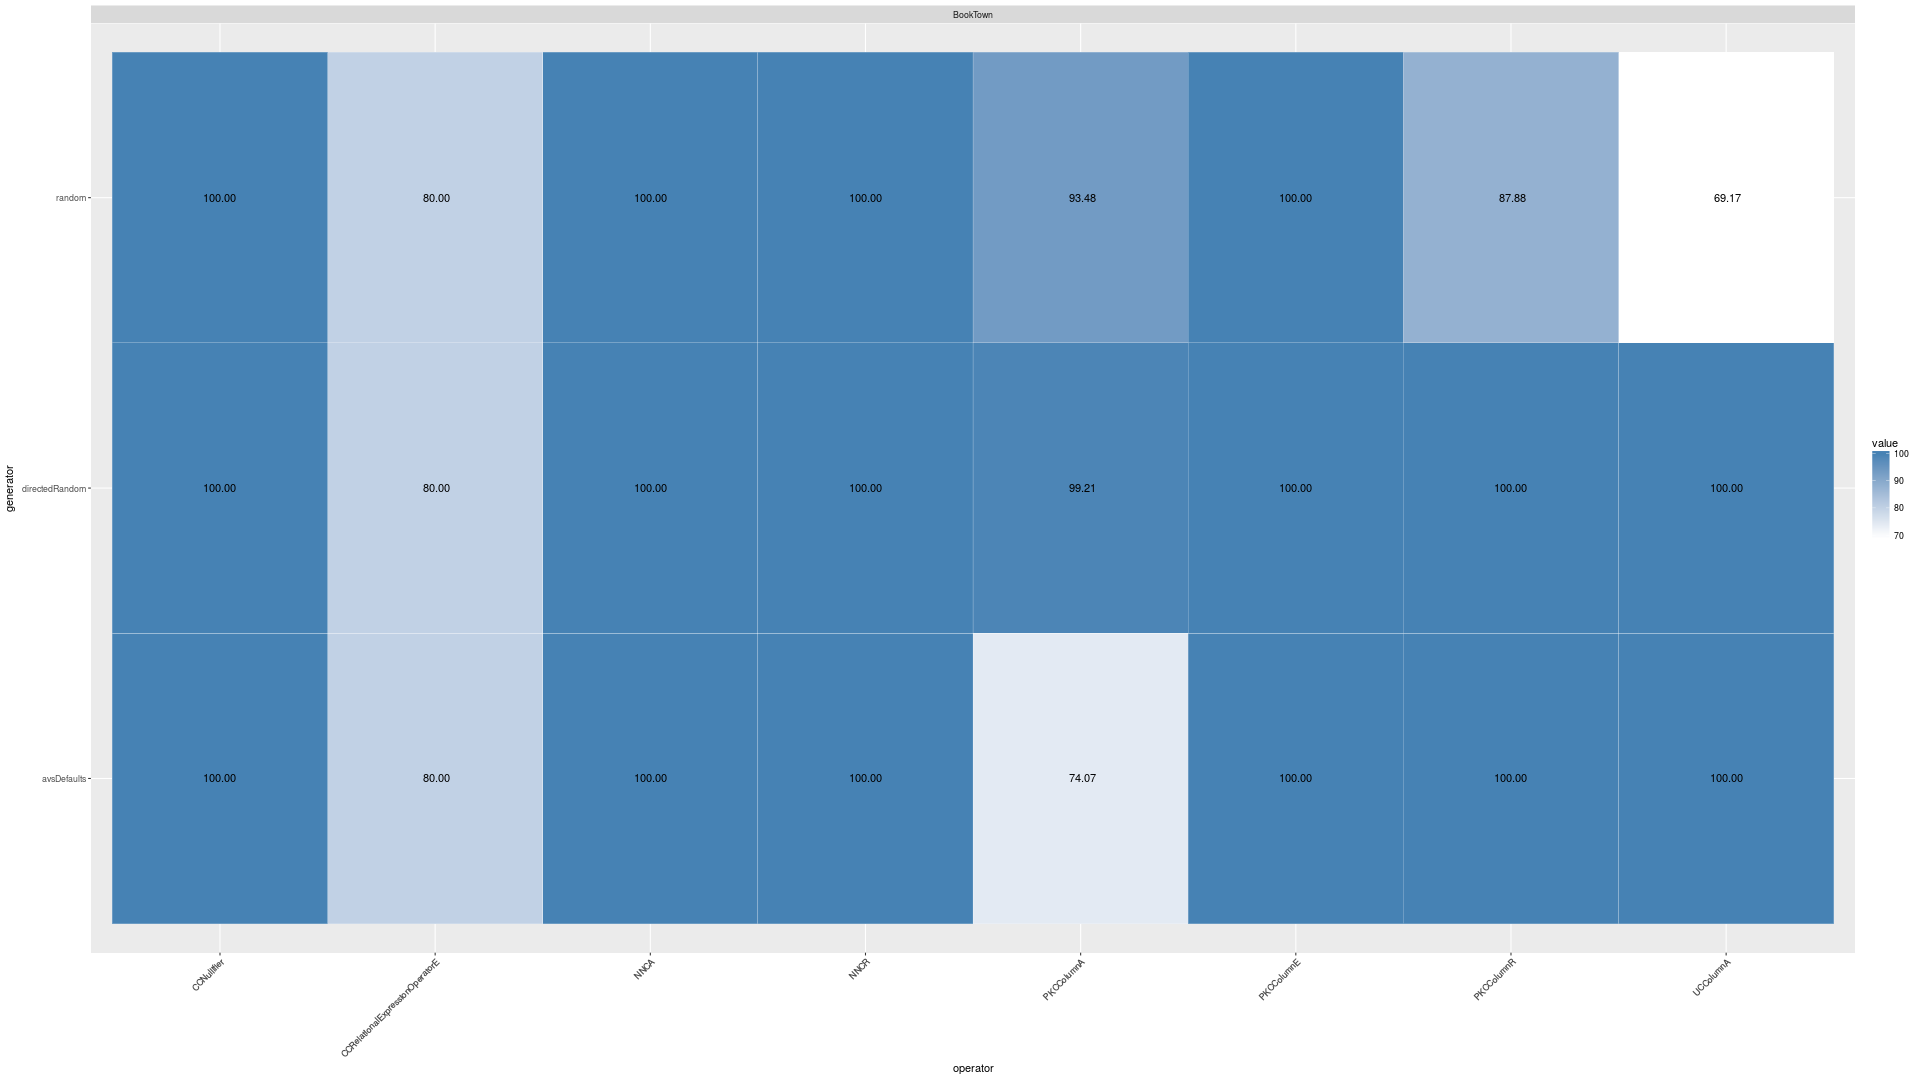 BookTown
random
100.00 80.00 100.00 100.00 93.48 100.00 87.88 69.17
directedRandom
100.00 80.00 100.00 100.00 99.21 100.00 100.00 100.00
avsDefaults
100.00 80.00 100.00 100.00 74.07 100.00 100.00 100.00
generator
CCNullifier
CCRelationalExpressionOperatorE
NNCA
NNCR
PKCColumnA
PKCColumnE
PKCColumnR
UCColumnA
operator
value
100
90
80
70